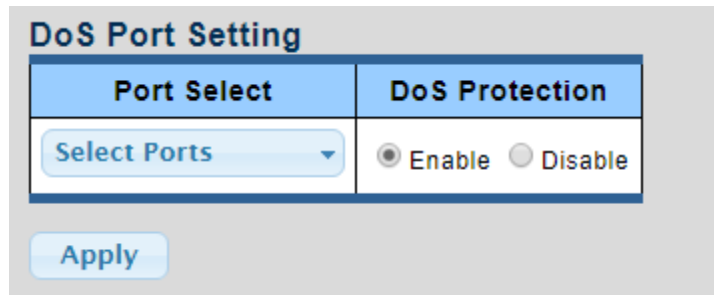 DoS Port Setting
Port Select DoS Protection
Select Ports Enable Disable
Apply